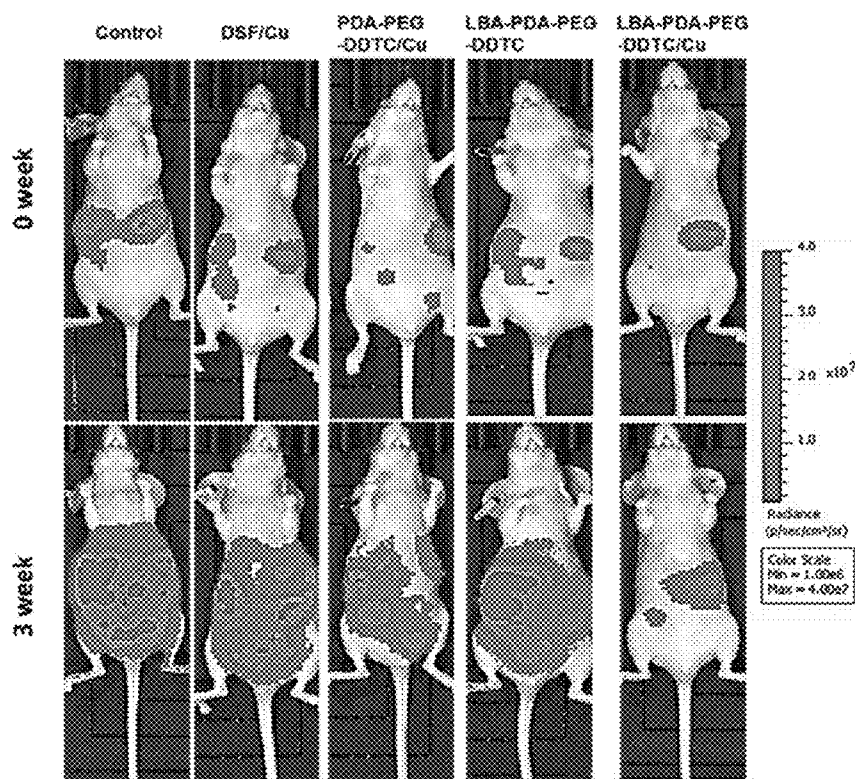 Control
DSF/Cu
PDA-PEG
-DDTC/Cu
LBA-PDA-PEG
-DDTC
LBA-PDA-PEG
-DDTC/Cu
0 week
3 week
4.0
3.0
2.0
x10⁷
1.0
Radiance
(p/sec/cm²/sr)
Color Scale
Min = 1.00e6
Max = 4.00e7